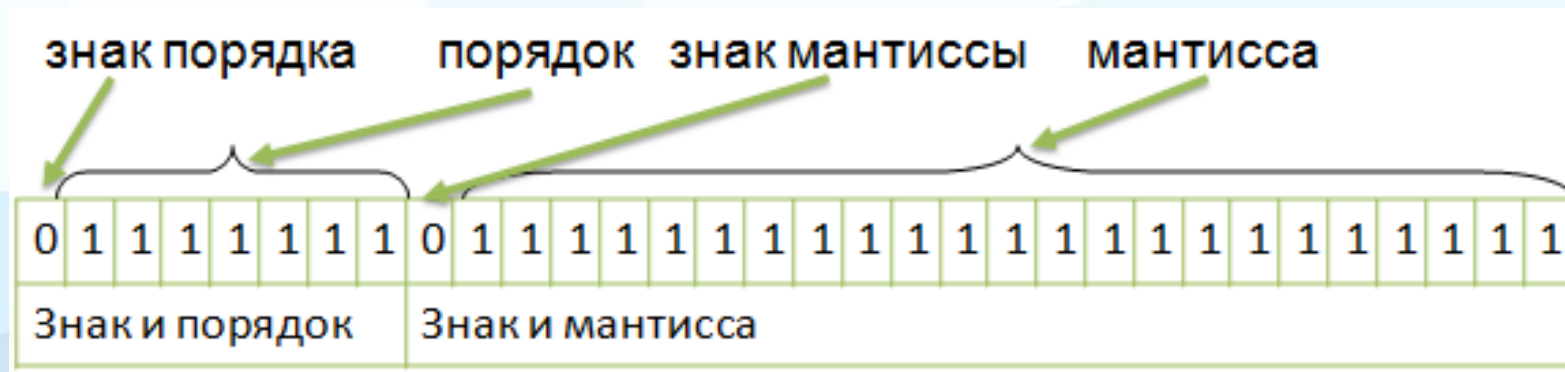 знак порядка порядок знак мантиссы мантисса
0 1 1 1 1 1 1 1 0 1 1 1 1 1 1 1 1 1 1 1 1 1 1 1 1 1 1 1 1 1 1 1
Знак и порядок Знак и мантисса